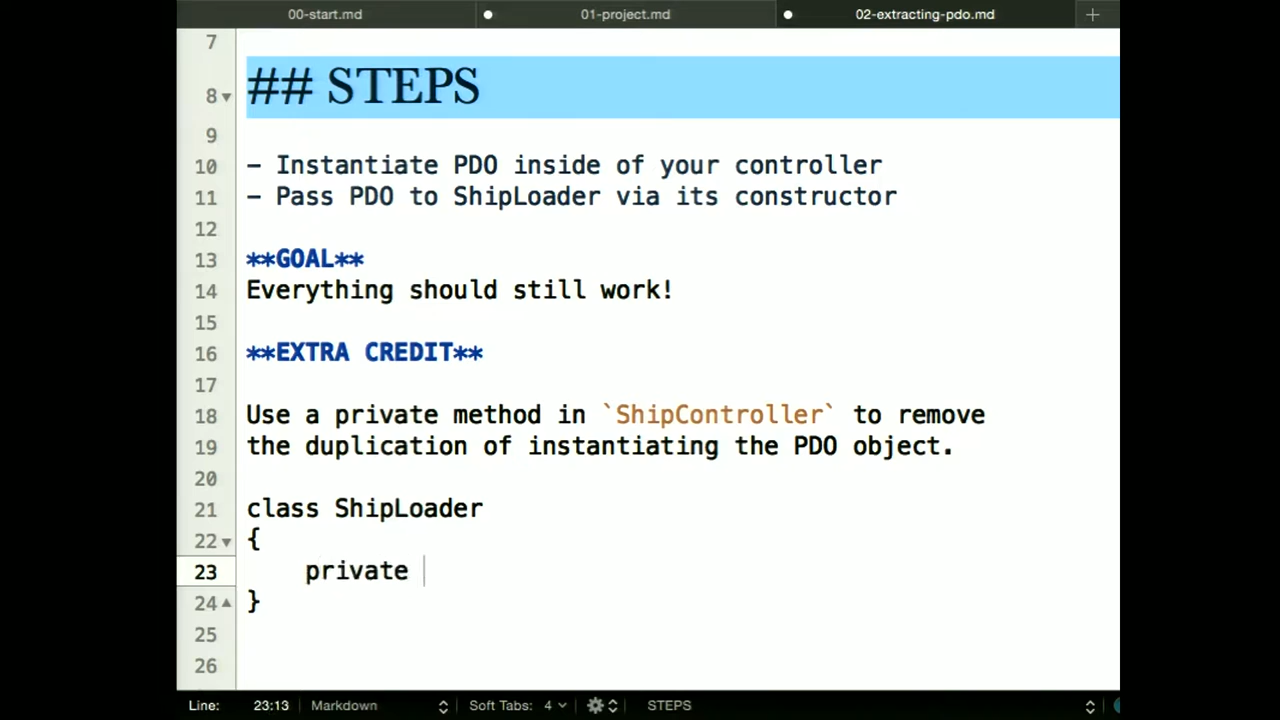 00-start.md 01-project.md 02-extracting-pdo.md +
7
8 ## STEPS
9
10 - Instantiate PDO inside of your controller
11 - Pass PDO to ShipLoader via its constructor
12
13 **GOAL**
14 Everything should still work!
15
16 **EXTRA CREDIT**
17
18 Use a private method in `ShipController` to remove
19 the duplication of instantiating the PDO object.
20
21 class ShipLoader
22 {
23     private
24 }
25
26
Line: 23:13 Markdown Soft Tabs: 4 STEPS